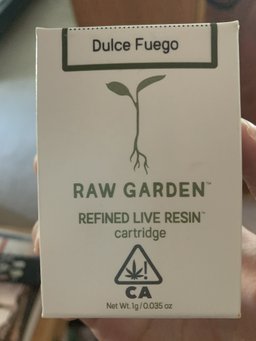 Dulce Fuego
RAW GARDEN™
REFINED LIVE RESIN™
cartridge
!
CA
Net Wt. 1g / 0.035 oz